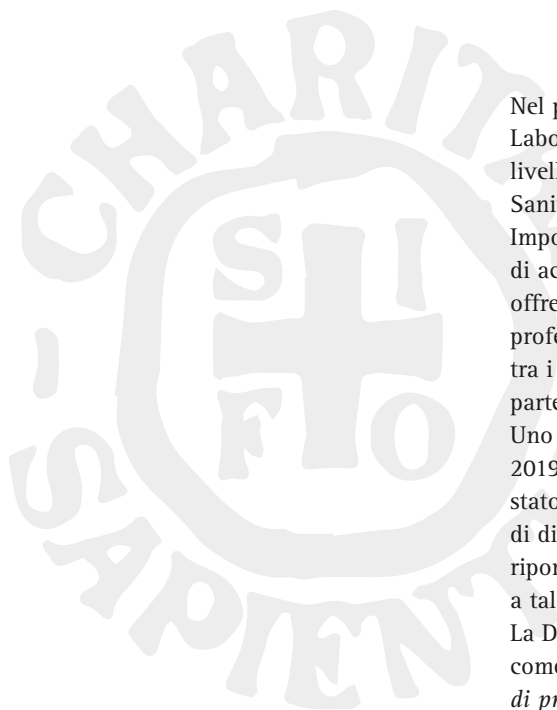 CHARIT
S I
F O
- SAPIENT
Nel p
Labo
livell
Sani
Impo
di ac
offre
profe
tra i
parte
Uno
2019
stato
di di
ripor
a tal
La D
come
di pr